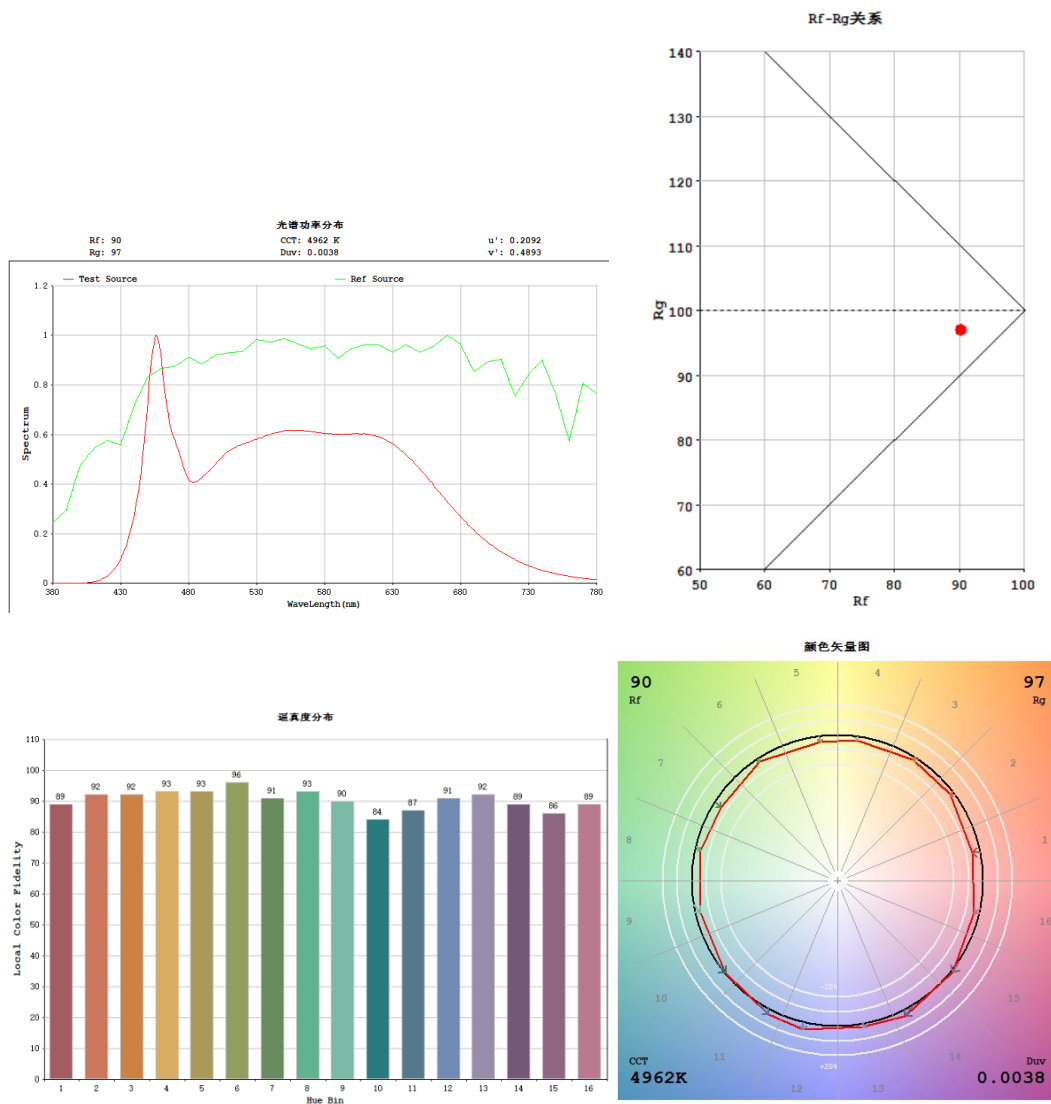 Rf-Rg关系
140
130
120
110
100
90
80
70
60
Rg
50 60 70 80 90 100
Rf
光谱功率分布
Rf: 90 CCT: 4962 K u': 0.2092
Rg: 97 Duv: 0.0038 v': 0.4893
Test Source Ref Source
1.2
1
0.8
0.6
0.4
0.2
0
Spectrum
380 430 480 530 580 630 680 730 780
WaveLength(nm)
逼真度分布
110
100
90
80
70
60
50
40
30
20
10
0
Local Color Fidelity
89 92 92 93 93 96 91 93 90 84 87 91 92 89 86 89
1 2 3 4 5 6 7 8 9 10 11 12 13 14 15 16
Hue Bin
颜色矢量图
90 97
Rf Rg
5 4
6 3
7 2
8 1
9 16
10 15
-20%
11 14
CCT Duv
4962K 0.0038
+20%
12 13